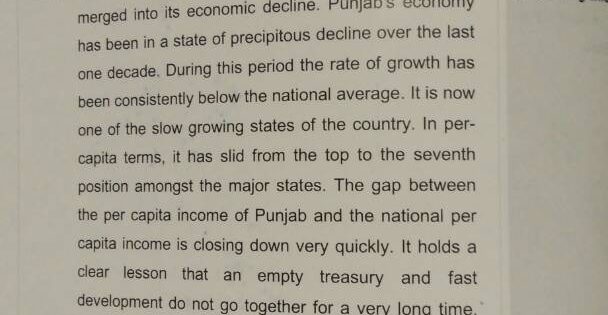 merged into its economic decline. Punjab's economy
has been in a state of precipitous decline over the last
one decade. During this period the rate of growth has
been consistently below the national average. It is now
one of the slow growing states of the country. In per-
capita terms, it has slid from the top to the seventh
position amongst the major states. The gap between
the per capita income of Punjab and the national per
capita income is closing down very quickly. It holds a
clear lesson that an empty treasury and fast
development do not go together for a very long time.